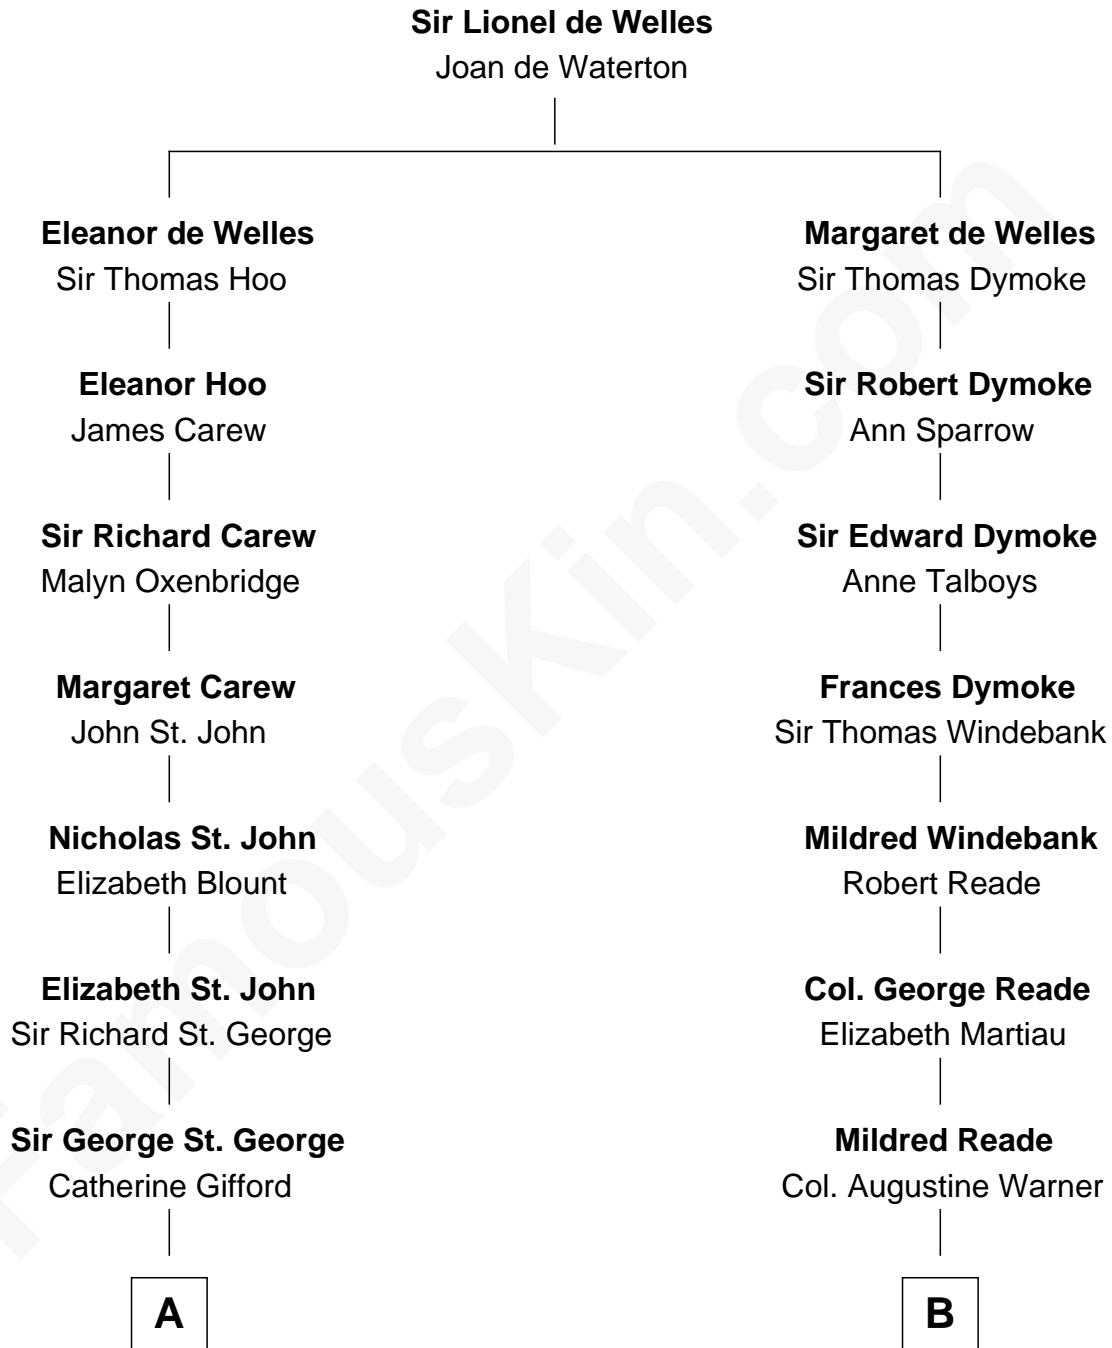 Sir Lionel de Welles
Joan de Waterton
Eleanor de Welles
Sir Thomas Hoo
Margaret de Welles
Sir Thomas Dymoke
Eleanor Hoo
James Carew
Sir Robert Dymoke
Ann Sparrow
Sir Richard Carew
Malyn Oxenbridge
Sir Edward Dymoke
Anne Talboys
Margaret Carew
John St. John
Frances Dymoke
Sir Thomas Windebank
Nicholas St. John
Elizabeth Blount
Mildred Windebank
Robert Reade
Elizabeth St. John
Sir Richard St. George
Col. George Reade
Elizabeth Martiau
Sir George St. George
Catherine Gifford
Mildred Reade
Col. Augustine Warner
A
B
FamousKin.com